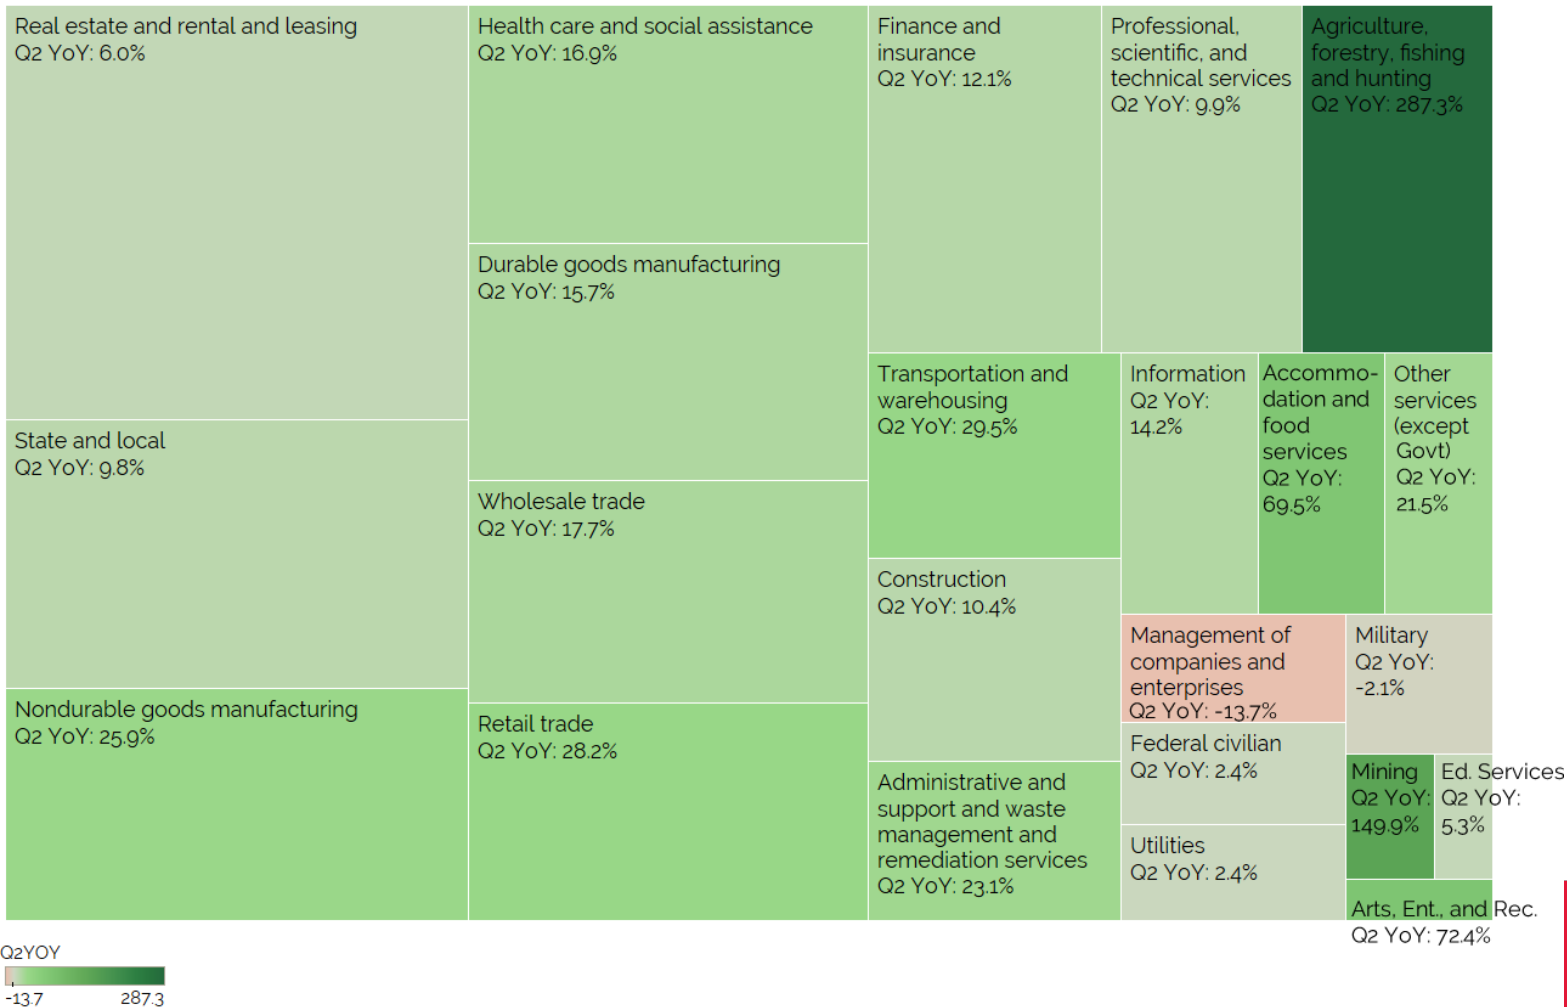 Real estate and rental and leasing
Q2 YoY: 6.0%
State and local
Q2 YoY: 9.8%
Nondurable goods manufacturing
Q2 YoY: 25.9%
Health care and social assistance
Q2 YoY: 16.9%
Durable goods manufacturing
Q2 YoY: 15.7%
Wholesale trade
Q2 YoY: 17.7%
Retail trade
Q2 YoY: 28.2%
Finance and
insurance
Q2 YoY: 12.1%
Professional,
scientific, and
technical services
Q2 YoY: 9.9%
Agriculture,
forestry, fishing
and hunting
Q2 YoY: 287.3%
Transportation and
warehousing
Q2 YoY: 29.5%
Construction
Q2 YoY: 10.4%
Administrative and
support and waste
management and
remediation services
Q2 YoY: 23.1%
Information
Q2 YoY:
14.2%
Accommo-
dation and
food
services
Q2 YoY:
69.5%
Other
services
(except
Govt)
Q2 YoY:
21.5%
Management of
companies and
enterprises
Q2 YoY: -13.7%
Federal civilian
Q2 YoY: 2.4%
Utilities
Q2 YoY: 2.4%
Military
Q2 YoY:
-2.1%
Mining
Q2 YoY:
149.9%
Ed. Services
Q2 YoY:
5.3%
Arts, Ent., and Rec.
Q2 YoY: 72.4%
Q2YOY
-13.7 287.3